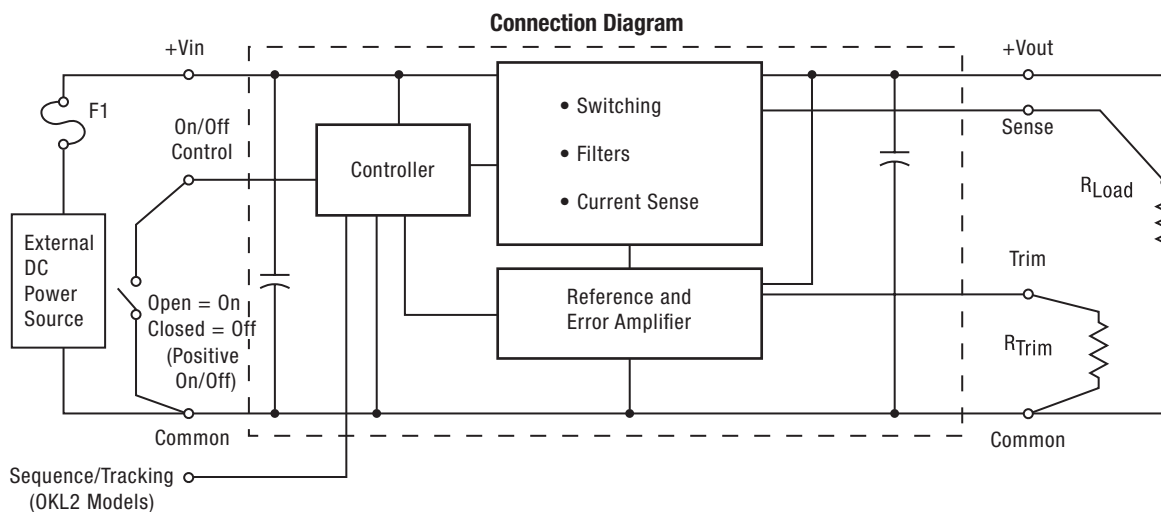 Connection Diagram
+Vin
+Vout
F1
On/Off
Control
• Switching
• Filters
• Current Sense
Controller
Sense
RLoad
External
DC
Power
Source
Open = On
Closed = Off
(Positive
On/Off)
Reference and
Error Amplifier
Trim
RTrim
Common
Common
Sequence/Tracking
(OKL2 Models)